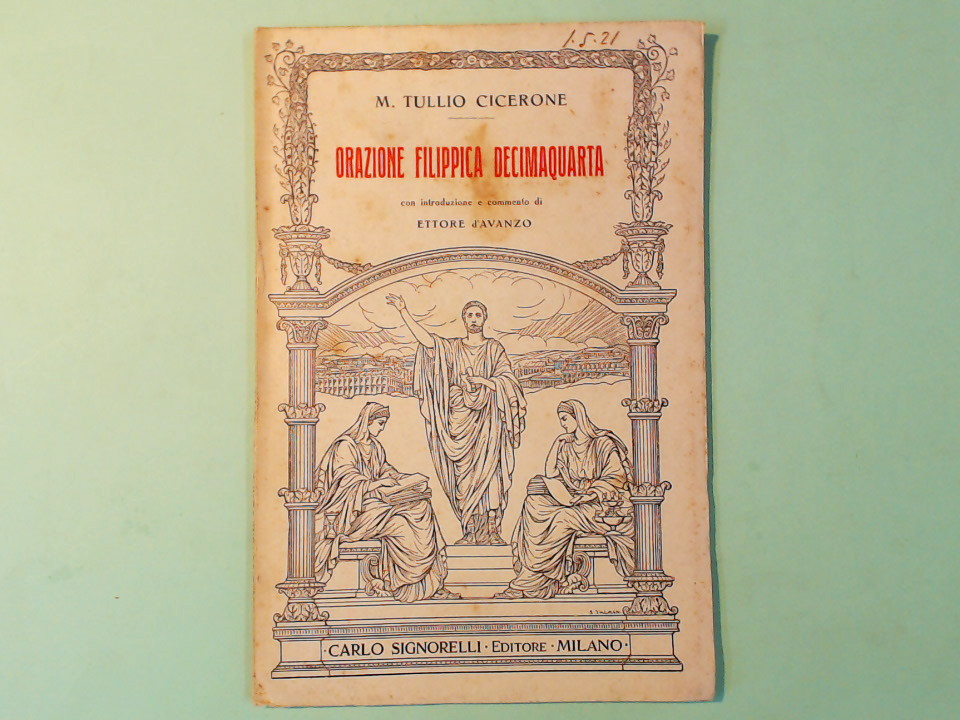 1.5.21
M. TULLIO CICERONE
ORAZIONE FILIPPICA DECIMAQUARTA
con introduzione e commento di
ETTORE d'AVANZO
·CARLO SIGNORELLI · EDITORE · MILANO·